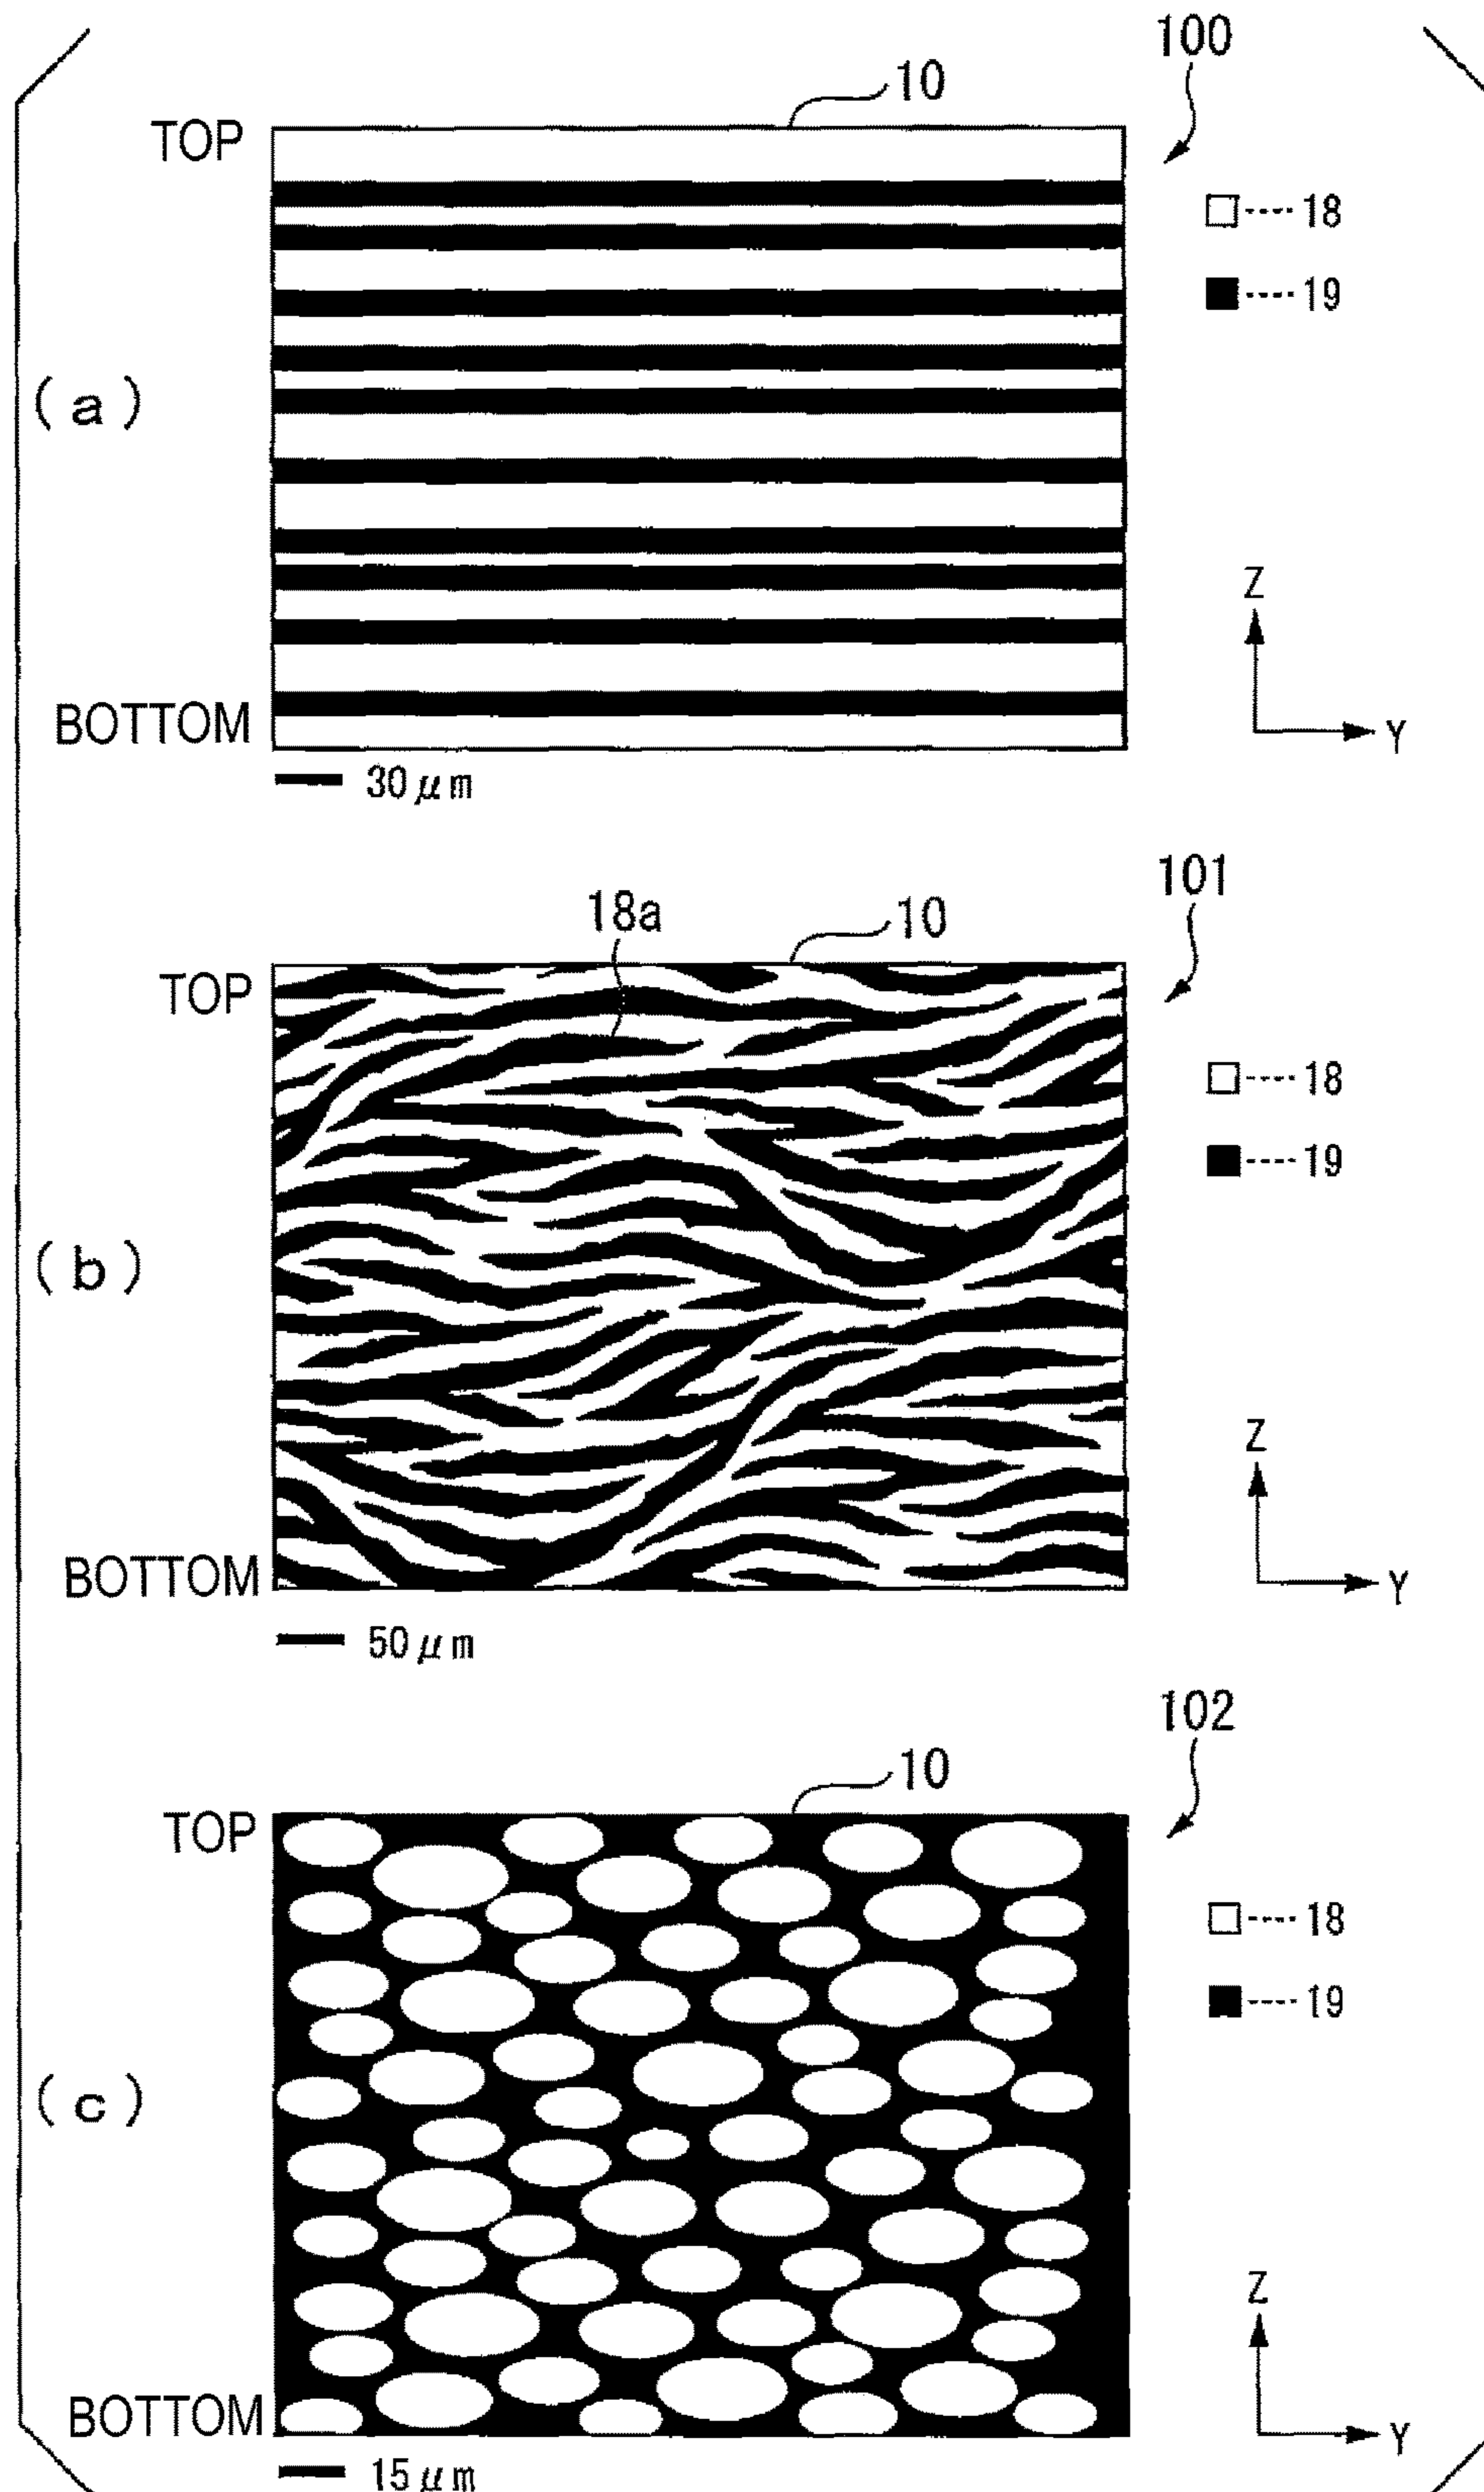 100
10
TOP
18
19
(a)
Z
BOTTOM
Y
30μm
101
18a
10
TOP
18
19
(b)
Z
BOTTOM
Y
50μm
102
10
TOP
18
19
(c)
Z
BOTTOM
Y
15μm